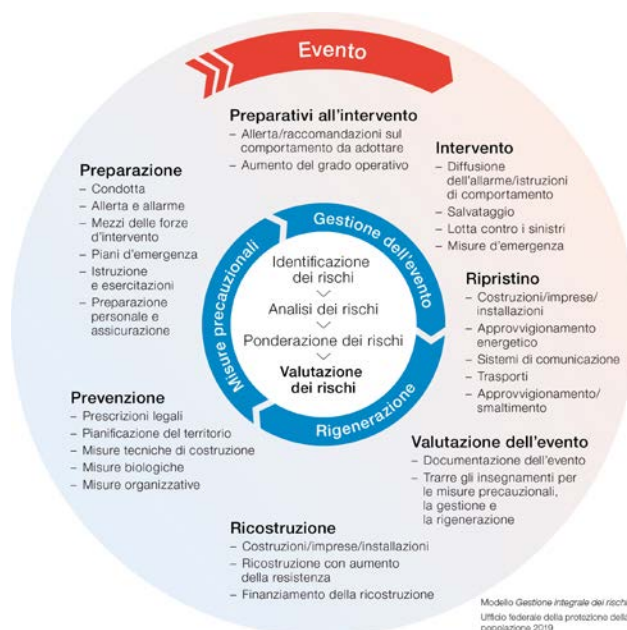 Evento
Preparativi all'intervento
– Allerta/raccomandazioni sul
comportamento da adottare
– Aumento del grado operativo
Intervento
– Diffusione
dell'allarme/istruzioni
di comportamento
– Salvataggio
– Lotta contro i sinistri
– Misure d'emergenza
Ripristino
– Costruzioni/imprese/
installazioni
– Approvvigionamento
energetico
– Sistemi di comunicazione
– Trasporti
– Approvvigionamento/
smaltimento
Valutazione dell'evento
– Documentazione dell'evento
– Trarre gli insegnamenti per
le misure precauzionali,
la gestione e
la rigenerazione
Ricostruzione
– Costruzioni/imprese/installazioni
– Ricostruzione con aumento
della resistenza
– Finanziamento della ricostruzione
Prevenzione
– Prescrizioni legali
– Pianificazione del territorio
– Misure tecniche di costruzione
– Misure biologiche
– Misure organizzative
Preparazione
– Condotta
– Allerta e allarme
– Mezzi delle forze
d'intervento
– Piani d'emergenza
– Istruzione
e esercitazioni
– Preparazione
personale e
assicurazione
Gestione dell'evento
Rigenerazione
Misure precauzionali
Identificazione
dei rischi
Analisi dei rischi
Ponderazione dei rischi
Valutazione
dei rischi
Modello Gestione integrale dei rischi
Ufficio federale della protezione della
popolazione 2019